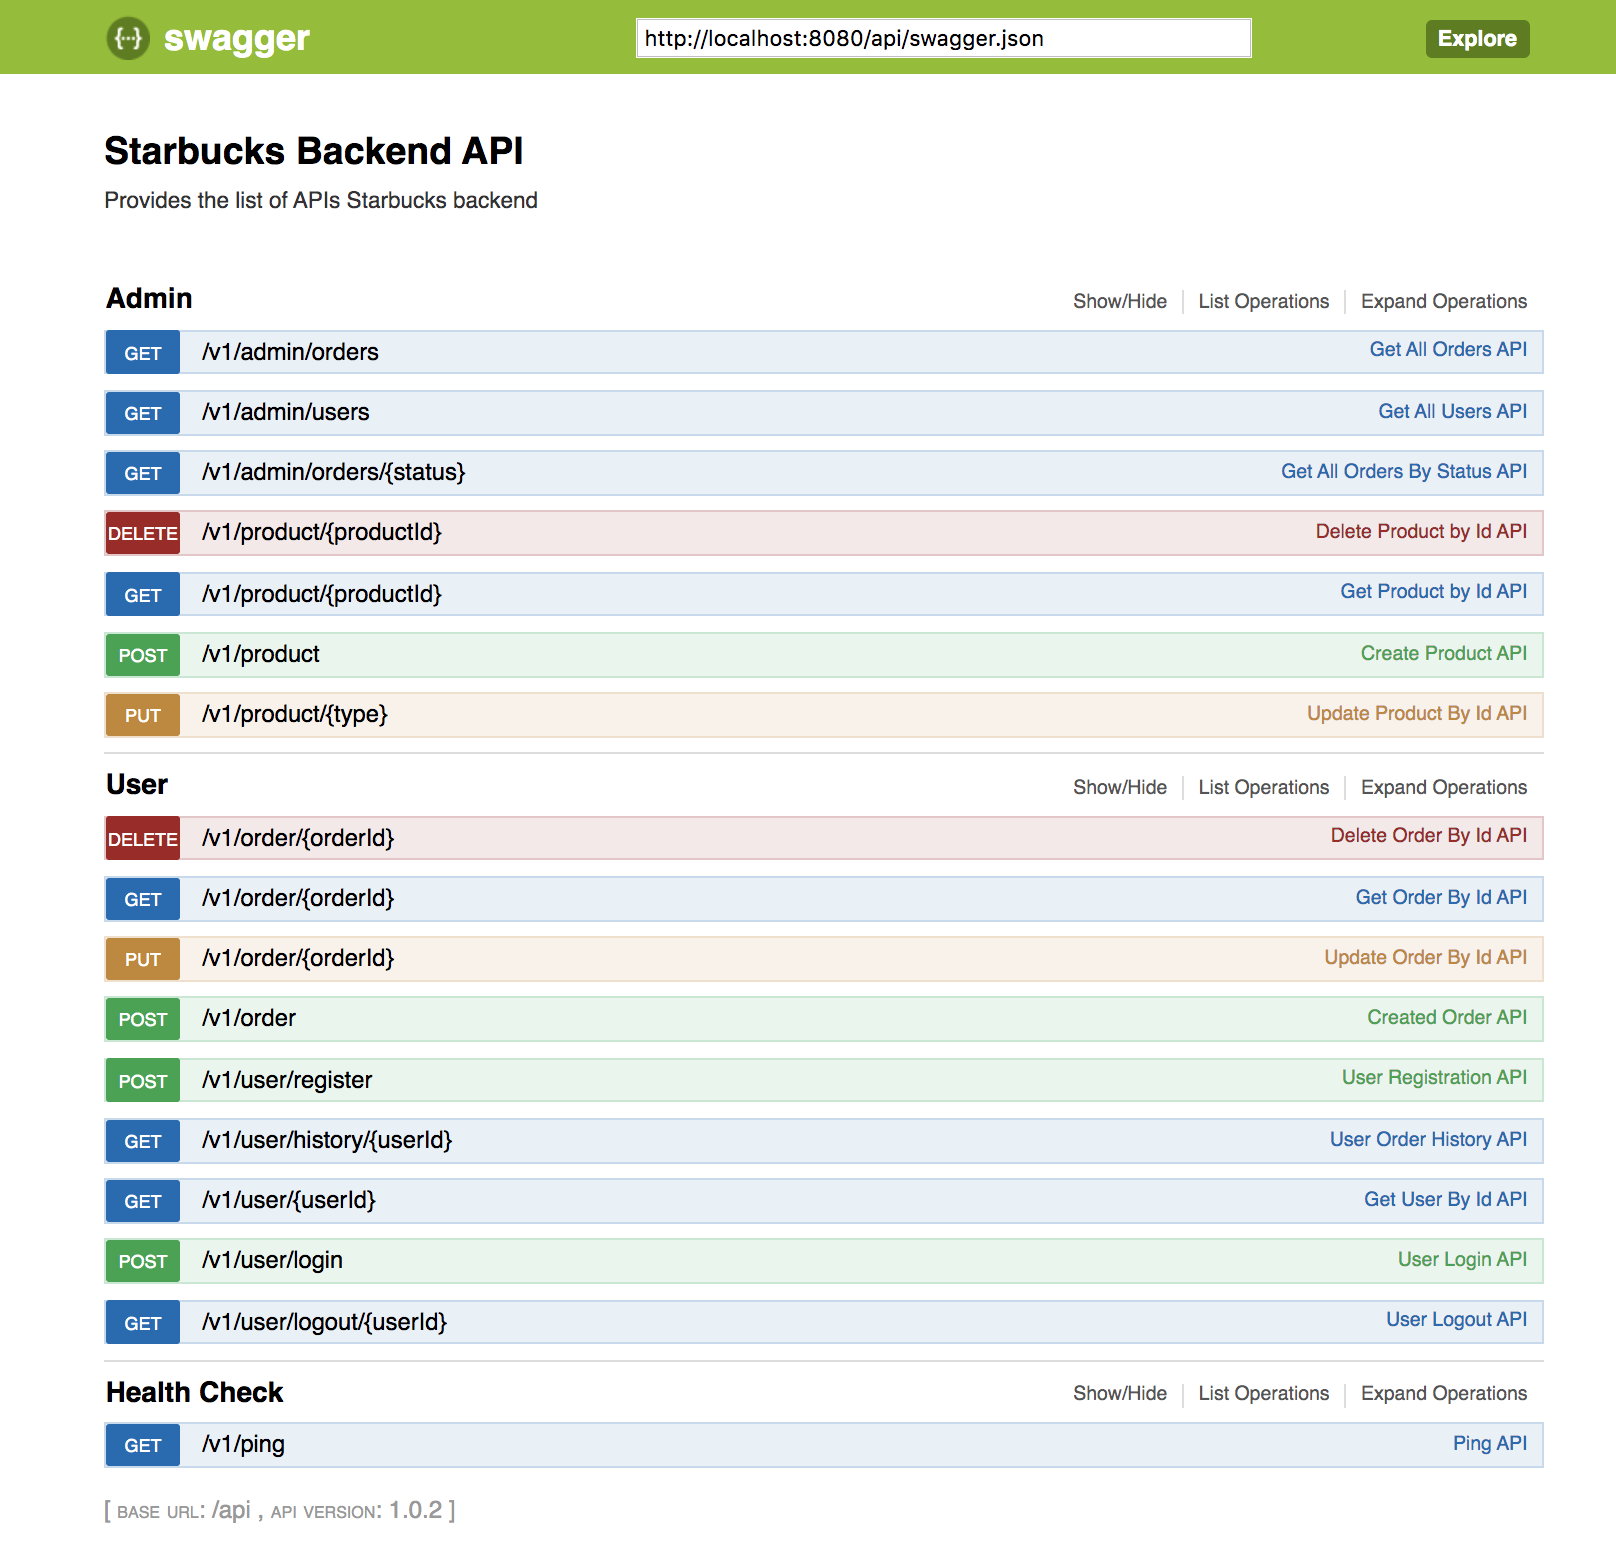 {···} swagger http://localhost:8080/api/swagger.json Explore
Starbucks Backend API
Provides the list of APIs Starbucks backend
Admin Show/Hide List Operations Expand Operations
GET /v1/admin/orders Get All Orders API
GET /v1/admin/users Get All Users API
GET /v1/admin/orders/{status} Get All Orders By Status API
DELETE /v1/product/{productId} Delete Product by Id API
GET /v1/product/{productId} Get Product by Id API
POST /v1/product Create Product API
PUT /v1/product/{type} Update Product By Id API
User Show/Hide List Operations Expand Operations
DELETE /v1/order/{orderId} Delete Order By Id API
GET /v1/order/{orderId} Get Order By Id API
PUT /v1/order/{orderId} Update Order By Id API
POST /v1/order Created Order API
POST /v1/user/register User Registration API
GET /v1/user/history/{userId} User Order History API
GET /v1/user/{userId} Get User By Id API
POST /v1/user/login User Login API
GET /v1/user/logout/{userId} User Logout API
Health Check Show/Hide List Operations Expand Operations
GET /v1/ping Ping API
[ BASE URL: /api , API VERSION: 1.0.2 ]